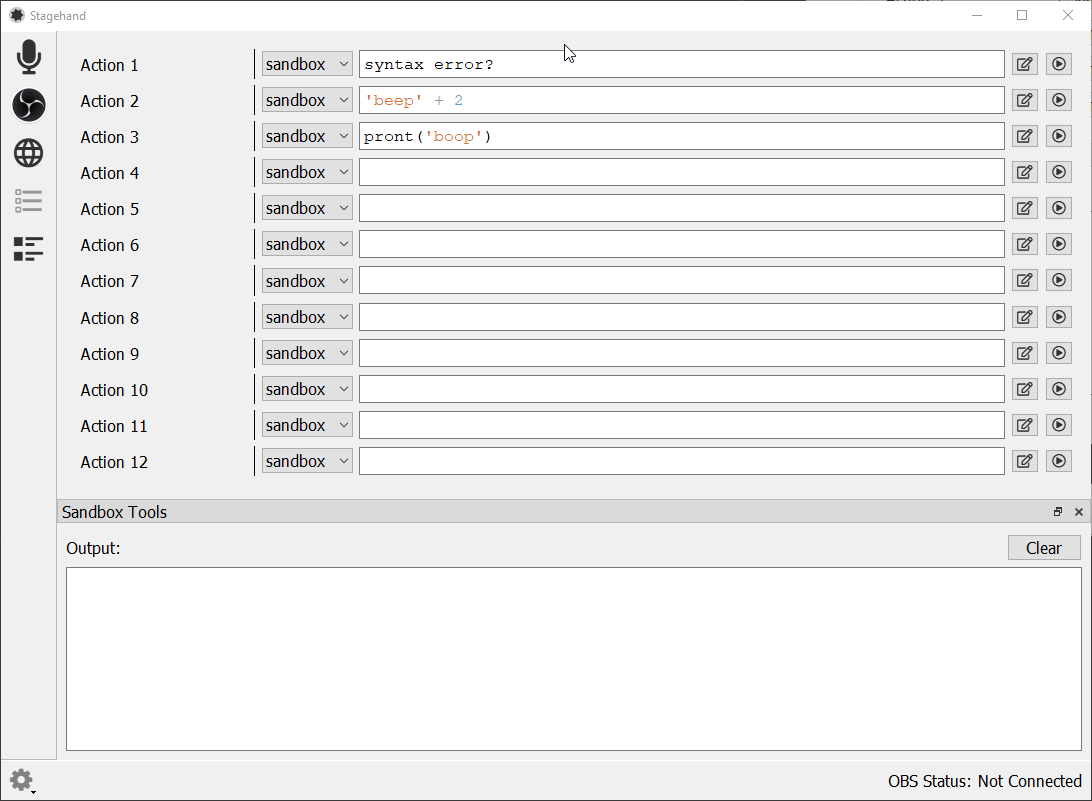 Stagehand
Action 1 sandbox syntax error?
Action 2 sandbox 'beep' + 2
Action 3 sandbox pront('boop')
Action 4 sandbox
Action 5 sandbox
Action 6 sandbox
Action 7 sandbox
Action 8 sandbox
Action 9 sandbox
Action 10 sandbox
Action 11 sandbox
Action 12 sandbox
Sandbox Tools
Output: Clear
OBS Status: Not Connected